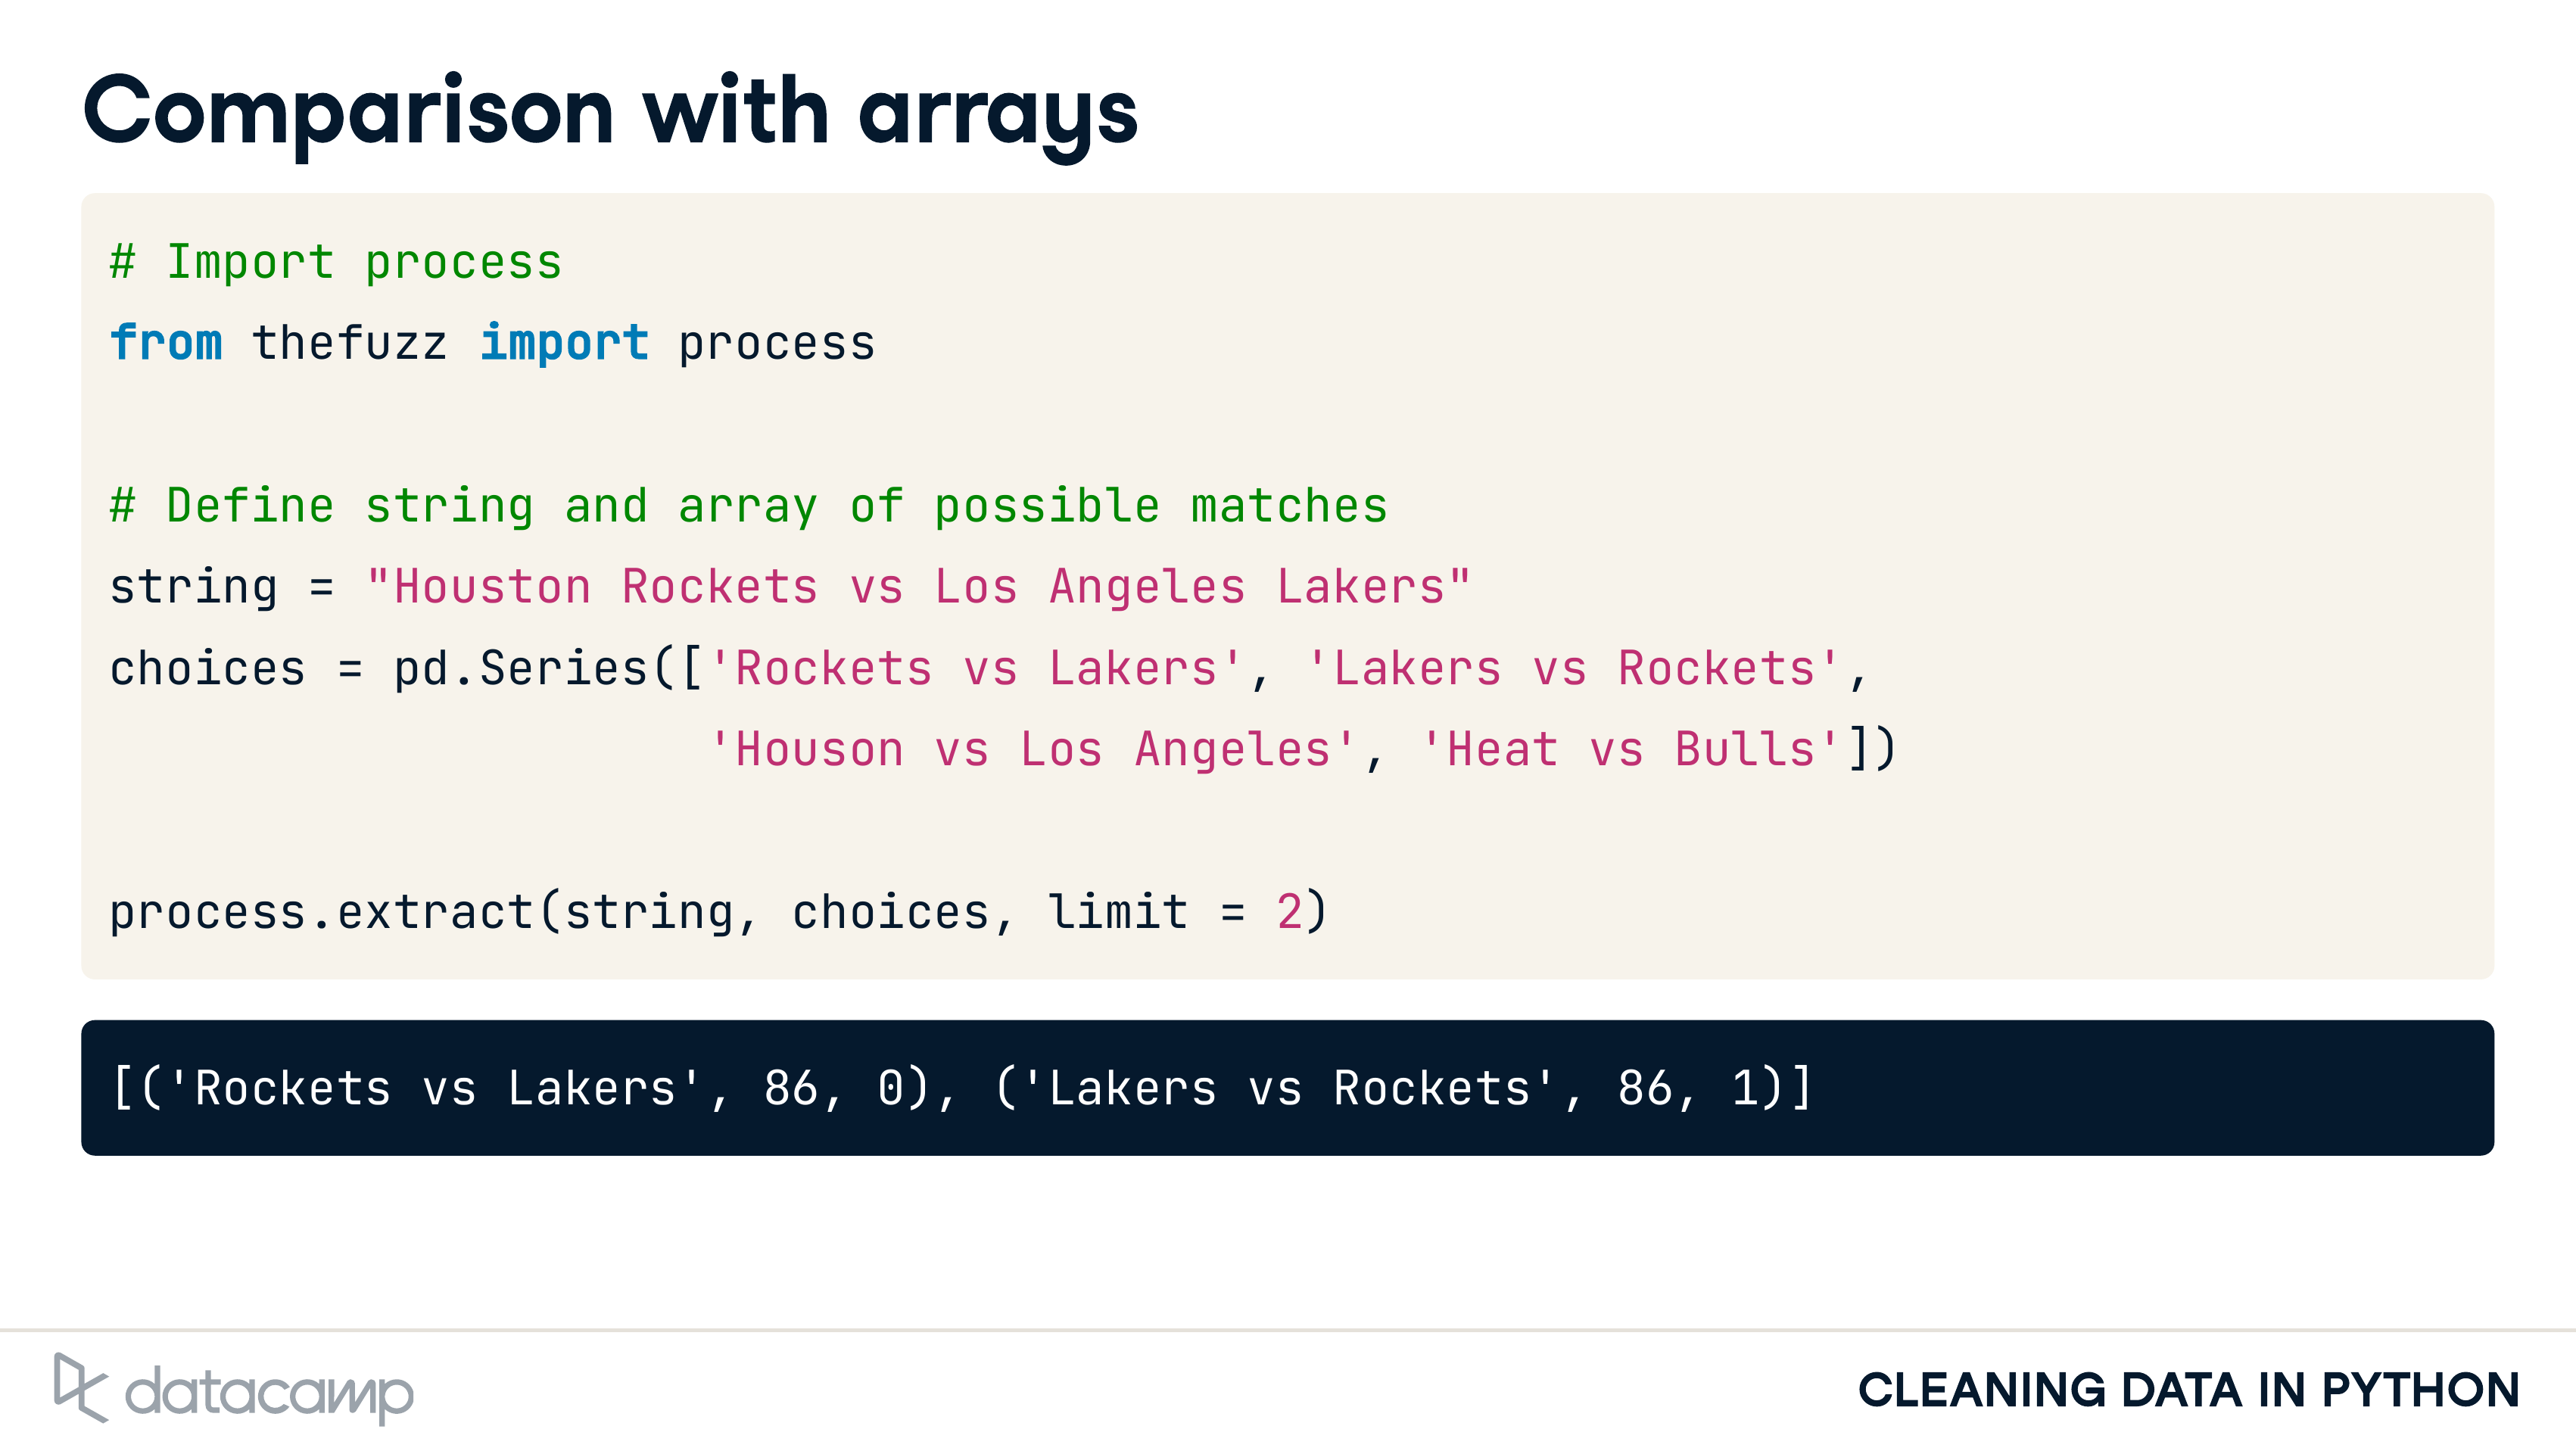 Comparison with arrays
# Import process
from thefuzz import process
# Define string and array of possible matches
string = "Houston Rockets vs Los Angeles Lakers"
choices = pd.Series(['Rockets vs Lakers', 'Lakers vs Rockets',
'Houson vs Los Angeles', 'Heat vs Bulls'])
process.extract(string, choices, limit = 2)
[('Rockets vs Lakers', 86, 0), ('Lakers vs Rockets', 86, 1)]
datacamp
CLEANING DATA IN PYTHON